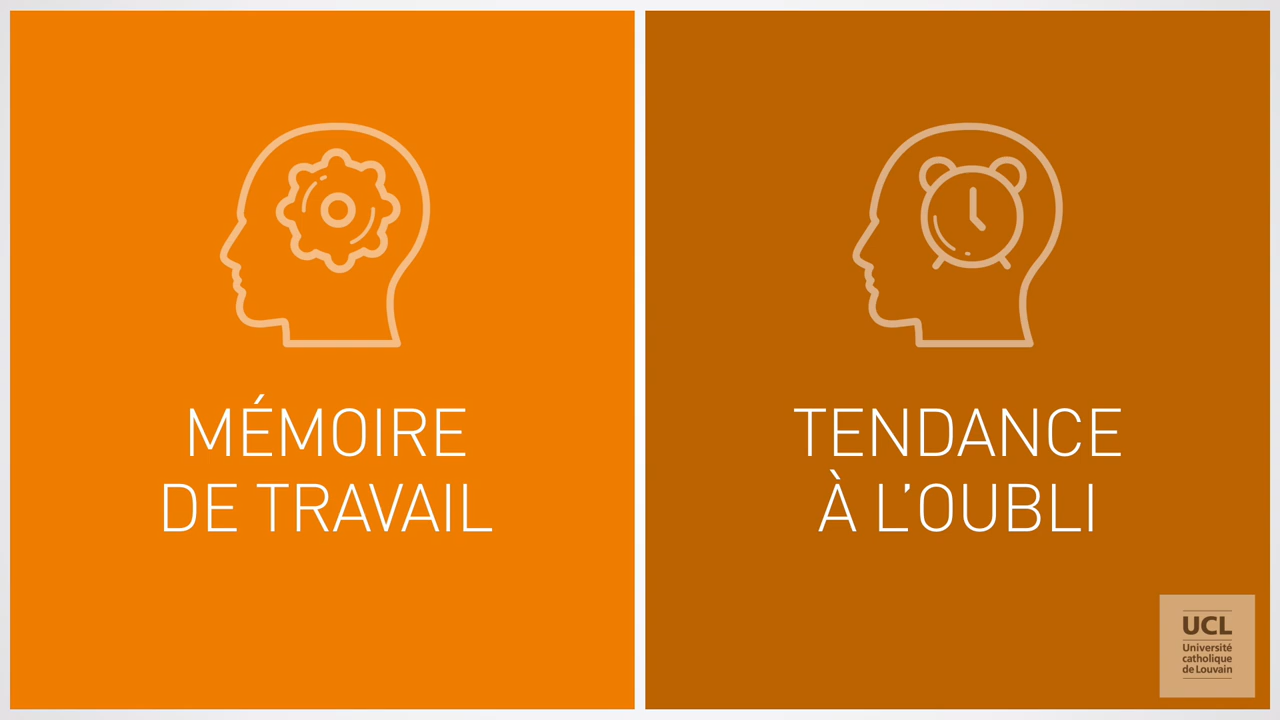 MÉMOIRE
DE TRAVAIL
TENDANCE
À L’OUBLI
UCL
Université
catholique
de Louvain